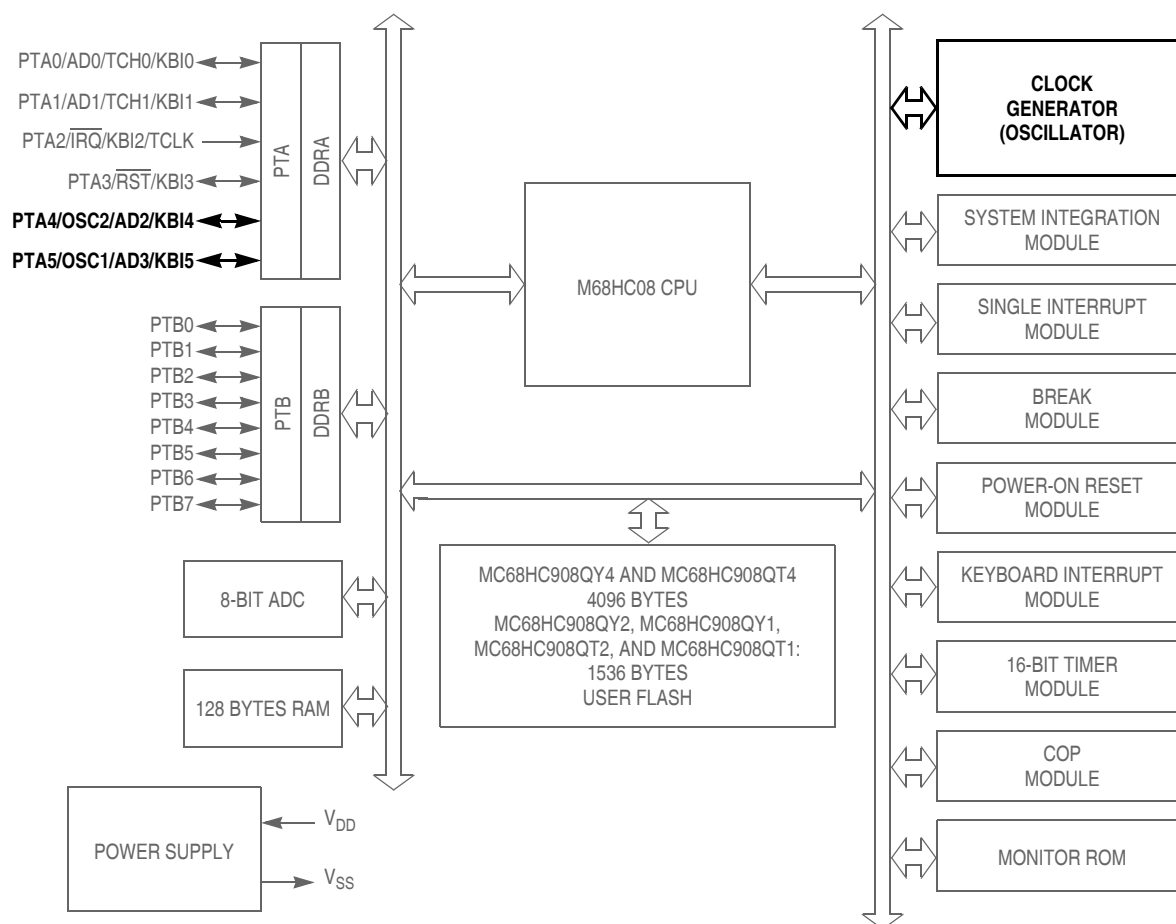 PTA0/AD0/TCH0/KBI0
PTA1/AD1/TCH1/KBI1
PTA2/IRQ/KBI2/TCLK
PTA3/RST/KBI3
PTA4/OSC2/AD2/KBI4
PTA5/OSC1/AD3/KBI5
PTA
DDRA
PTB0
PTB1
PTB2
PTB3
PTB4
PTB5
PTB6
PTB7
PTB
DDRB
8-BIT ADC
128 BYTES RAM
POWER SUPPLY
VDD
VSS
M68HC08 CPU
MC68HC908QY4 AND MC68HC908QT4
4096 BYTES
MC68HC908QY2, MC68HC908QY1,
MC68HC908QT2, AND MC68HC908QT1:
1536 BYTES
USER FLASH
CLOCK
GENERATOR
(OSCILLATOR)
SYSTEM INTEGRATION
MODULE
SINGLE INTERRUPT
MODULE
BREAK
MODULE
POWER-ON RESET
MODULE
KEYBOARD INTERRUPT
MODULE
16-BIT TIMER
MODULE
COP
MODULE
MONITOR ROM